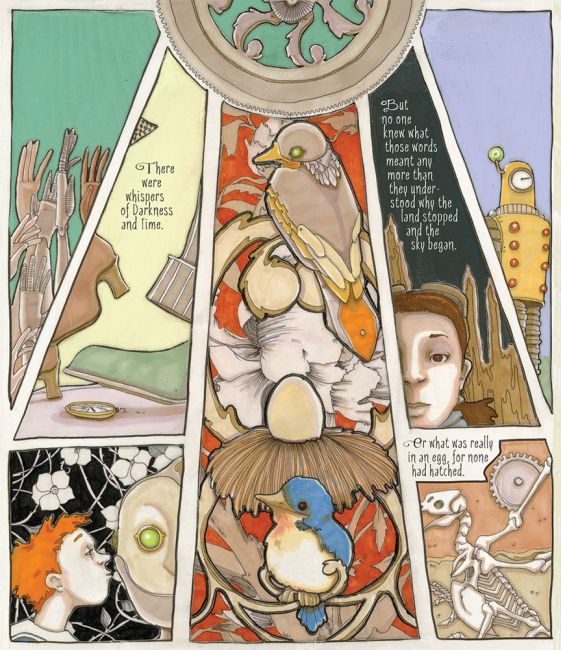 There
were
whispers
of Darkness
and Time.
But
no one
knew what
those words
meant any
more than
they under-
stood why the
land stopped
and the
sky began.
Or what was really
in an egg, for none
had hatched.